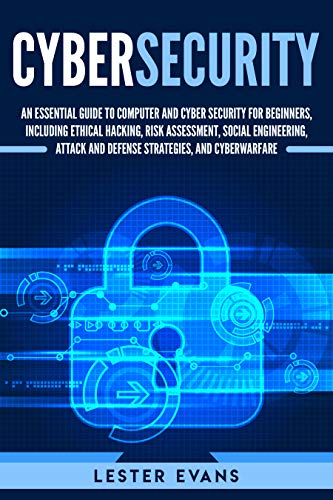 CYBERSECURITY
AN ESSENTIAL GUIDE TO COMPUTER AND CYBER SECURITY FOR BEGINNERS,
INCLUDING ETHICAL HACKING, RISK ASSESSMENT, SOCIAL ENGINEERING,
ATTACK AND DEFENSE STRATEGIES, AND CYBERWARFARE
LESTER EVANS